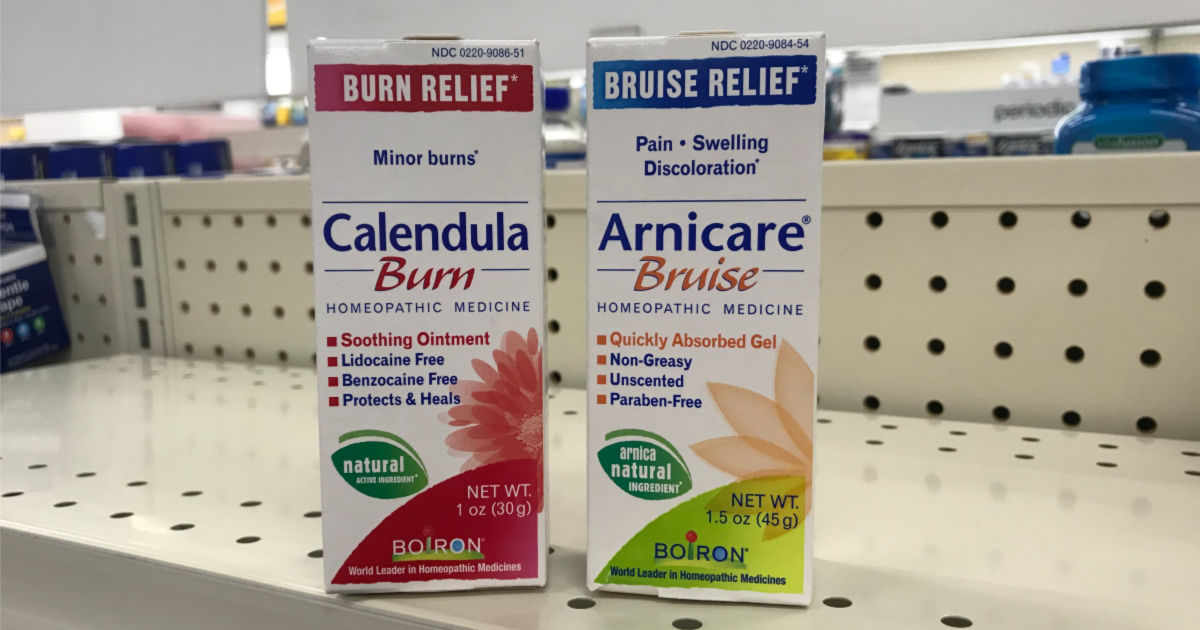 NDC 0220-9086-51
BURN RELIEF*
Minor burns*
Calendula
Burn
HOMEOPATHIC MEDICINE
Soothing Ointment
Lidocaine Free
Benzocaine Free
Protects & Heals
natural
ACTIVE INGREDIENT*
NET WT.
1 oz (30g)
BOIRON®
World Leader in Homeopathic Medicines
NDC 0220-9084-54
BRUISE RELIEF*
Pain • Swelling
Discoloration*
Arnicare®
Bruise
HOMEOPATHIC MEDICINE
Quickly Absorbed Gel
Non-Greasy
Unscented
Paraben-Free
arnica
natural
INGREDIENT*
NET WT.
1.5 oz (45g)
BOIRON®
World Leader in Homeopathic Medicines
periodic